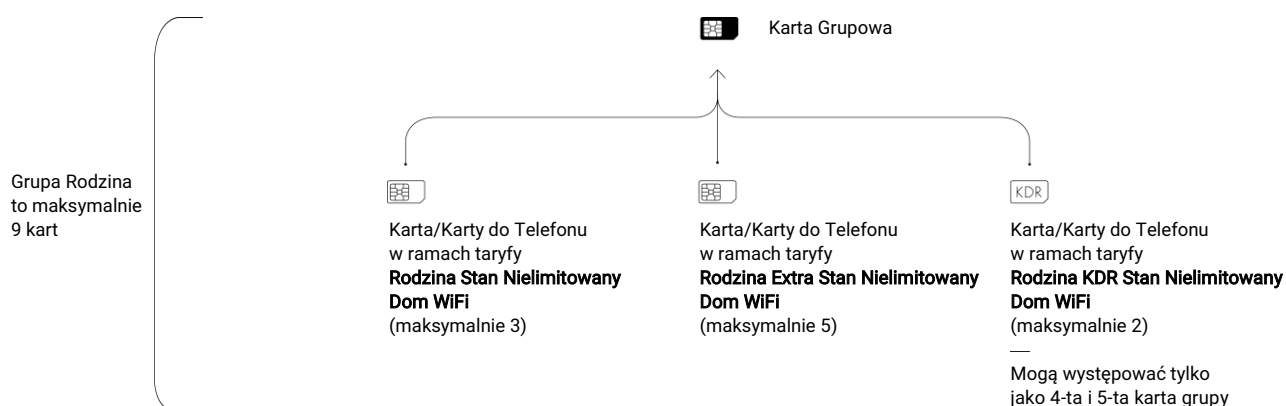 Karta Grupowa
Grupa Rodzina
to maksymalnie
9 kart
Karta/Karty do Telefonu
w ramach taryfy
Rodzina Stan Nielimitowany
Dom WiFi
(maksymalnie 3)
Karta/Karty do Telefonu
w ramach taryfy
Rodzina Extra Stan Nielimitowany
Dom WiFi
(maksymalnie 5)
KDR
Karta/Karty do Telefonu
w ramach taryfy
Rodzina KDR Stan Nielimitowany
Dom WiFi
(maksymalnie 2)
Mogą występować tylko
jako 4-ta i 5-ta karta grupy